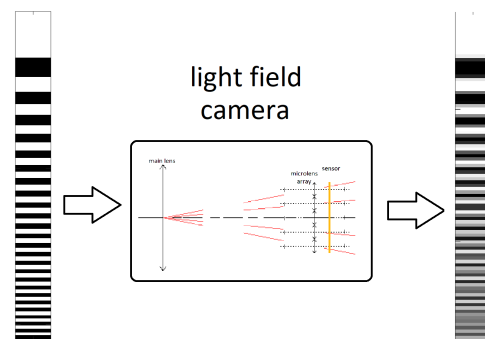 light field
camera
main lens
sensor
microlens
array